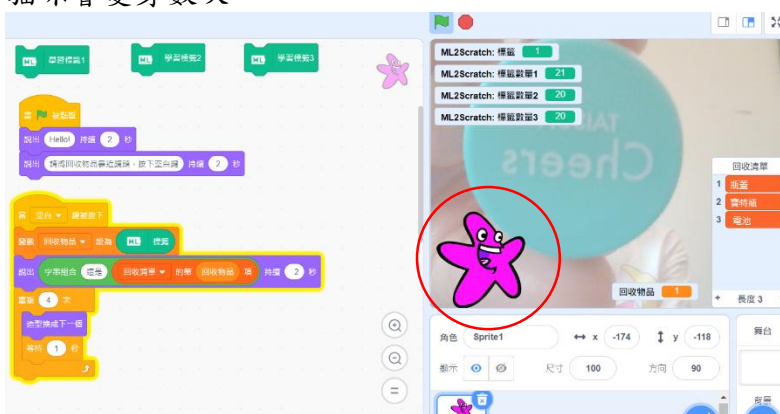 ML 學習標籤1
ML 學習標籤2
ML 學習標籤3
當 被點擊
說出 Hello! 持續 2 秒
說出 請將回收物品靠近鏡頭,按下空白鍵 持續 2 秒
當 空白 鍵被按下
變數 回收物品 設為 ML 標籤
說出 字串組合 這是 回收清單 的第 回收物品 項 持續 2 秒
重複 4 次
造型換成下一個
等待 1 秒
ML2Scratch: 標籤 1
ML2Scratch: 標籤數量1 21
ML2Scratch: 標籤數量2 20
ML2Scratch: 標籤數量3 20
Cheers
回收清單
1 瓶蓋
2 寶特瓶
3 電池
+ 長度 3
回收物品 1
角色 Sprite1 x -174 y -118
顯示 尺寸 100 方向 90
舞台
背景